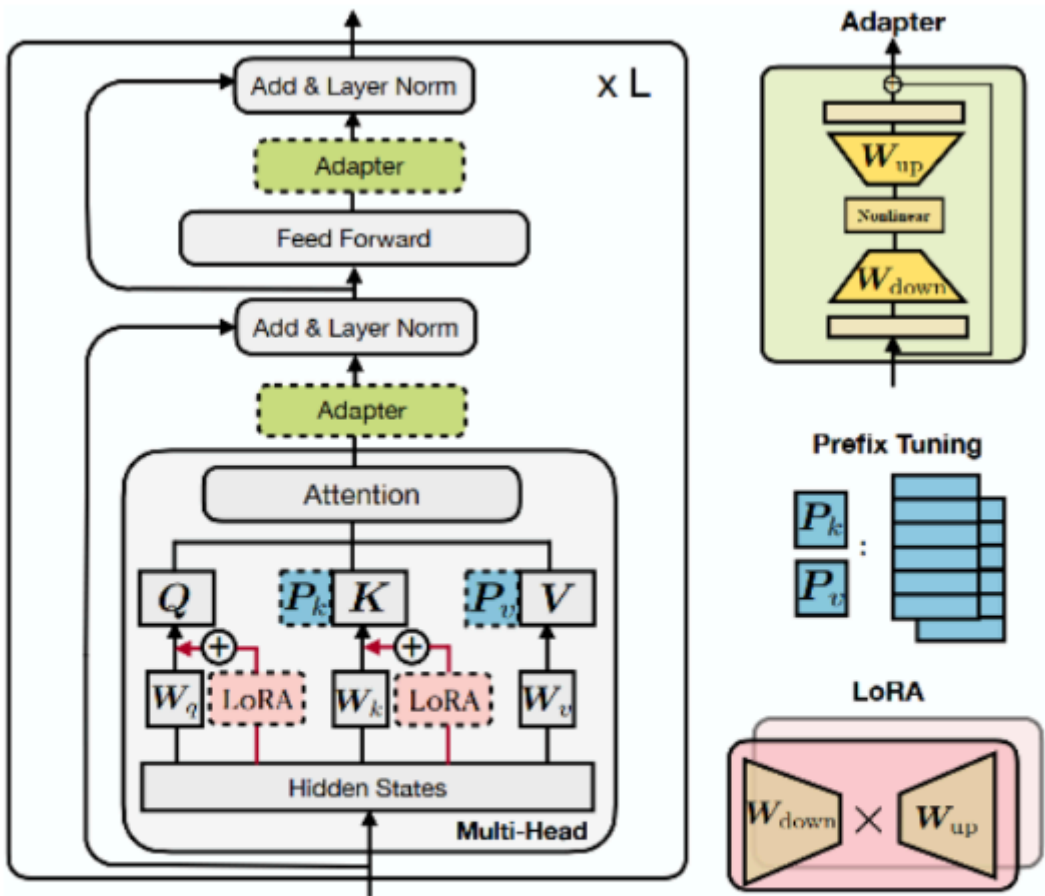 Add & Layer Norm
x L
Adapter
Feed Forward
Add & Layer Norm
Adapter
Attention
Q
P_k K
P_v V
+
+
W_q
LoRA
W_k
LoRA
W_v
Hidden States
Multi-Head
Adapter
W_up
Nonlinear
W_down
Prefix Tuning
P_k
:
P_v
LoRA
W_down × W_up